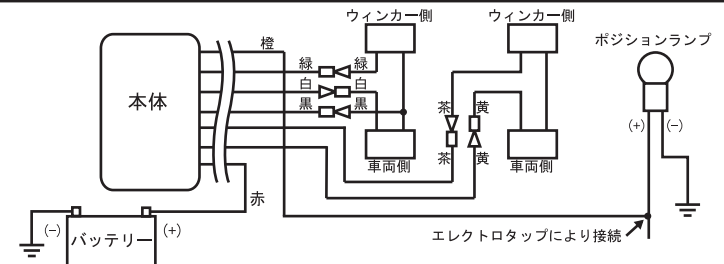 ウィンカー側
ウィンカー側
ポジションランプ
橙
緑
緑
白
白
黒
黒
本体
茶
黄
茶
黄
(+)
(−)
車両側
車両側
赤
(−)
(+)
バッテリー
エレクトロタップにより接続